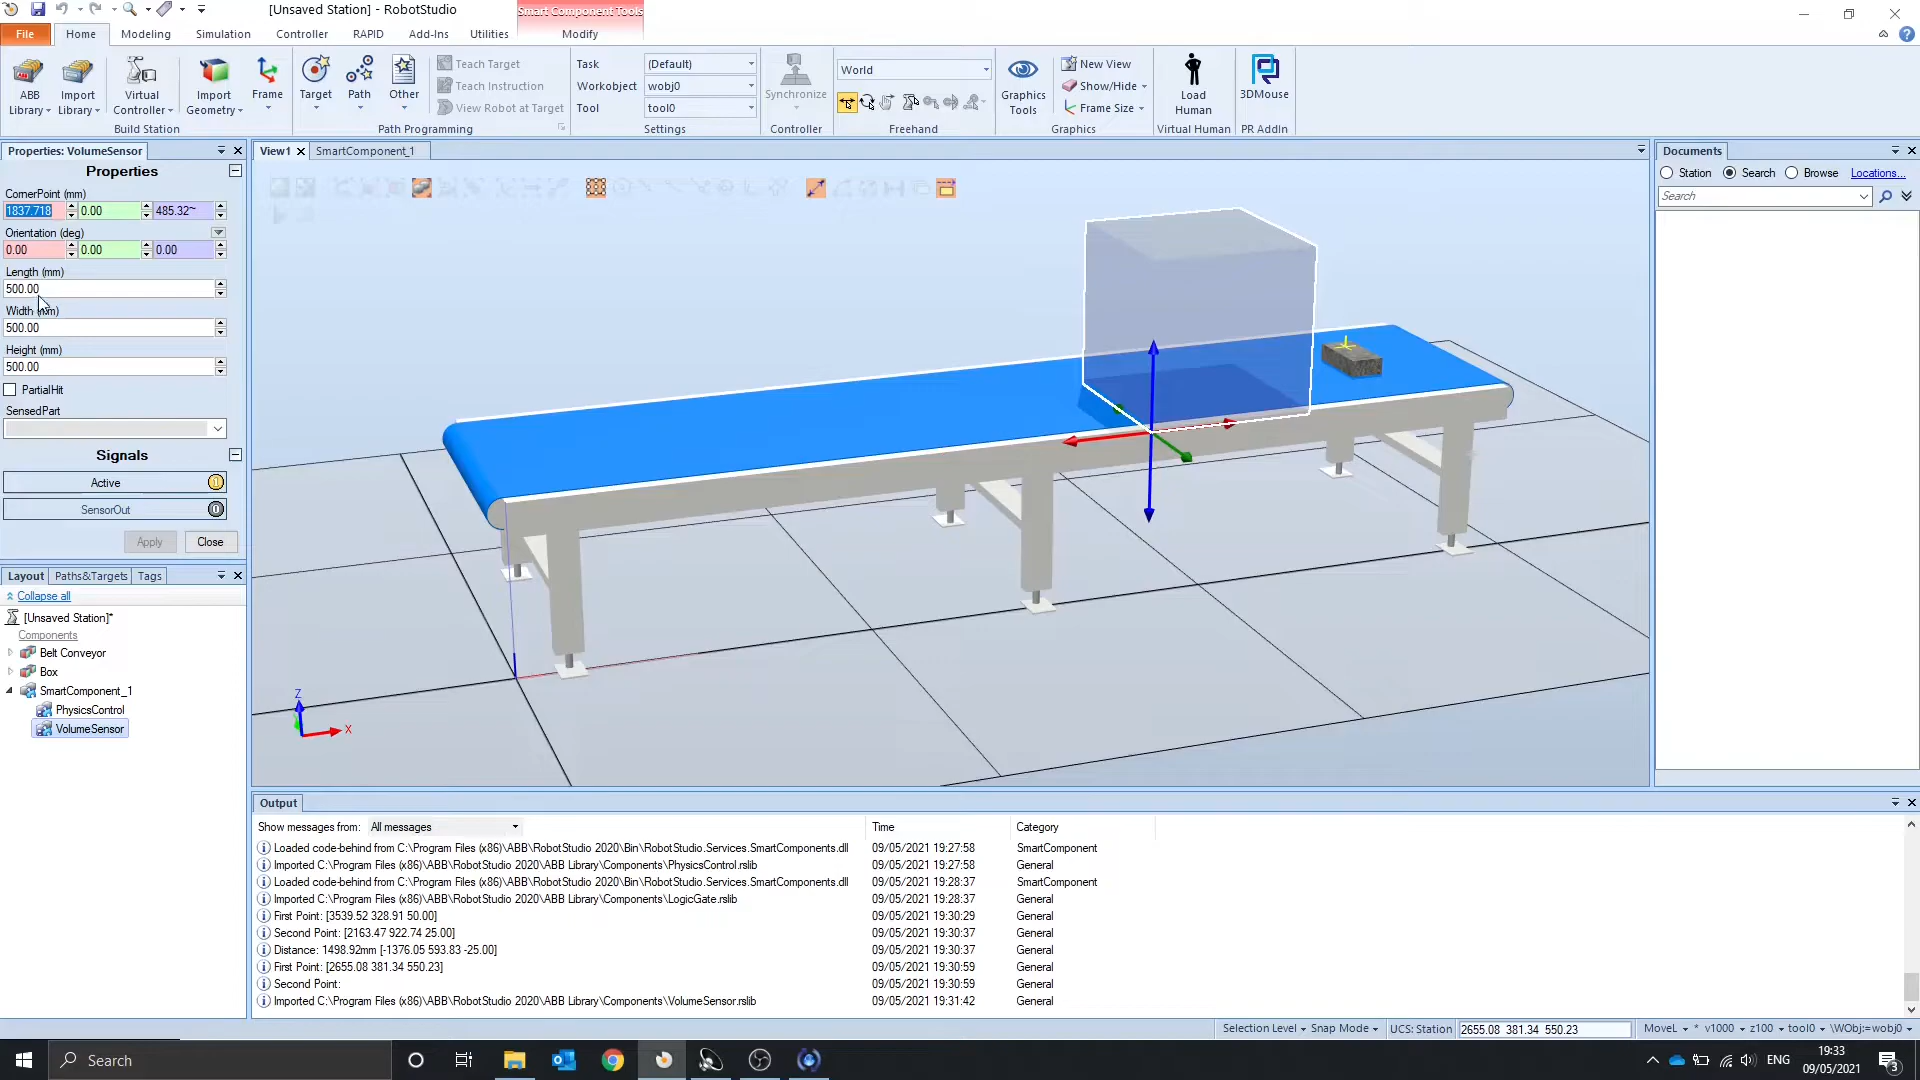 [Unsaved Station] - RobotStudio
Smart Component Tools
File
Home
Modeling
Simulation
Controller
RAPID
Add-Ins
Utilities
Modify
ABB Library
Import Library
Virtual Controller
Import Geometry
Frame
Build Station
Target
Path
Other
Teach Target
Teach Instruction
View Robot at Target
Path Programming
Task (Default)
Workobject wobj0
Tool tool0
Settings
Synchronize
Controller
World
Freehand
Graphics Tools
New View
Show/Hide
Frame Size
Graphics
Load Human
Virtual Human
3DMouse
PR AddIn
Properties: VolumeSensor
Properties
CornerPoint (mm)
1837.718 0.00 485.32~
Orientation (deg)
0.00 0.00 0.00
Length (mm)
500.00
Width (mm)
500.00
Height (mm)
500.00
PartialHit
SensedPart
Signals
Active 1
SensorOut 0
Apply Close
Layout Paths&Targets Tags
Collapse all
[Unsaved Station]*
Components
Belt Conveyor
Box
SmartComponent_1
PhysicsControl
VolumeSensor
View1 SmartComponent_1
Z
X
Documents
Station Search Browse Locations...
Search
Output
Show messages from: All messages Time Category
Loaded code-behind from C:\Program Files (x86)\ABB\RobotStudio 2020\Bin\RobotStudio.Services.SmartComponents.dll 09/05/2021 19:27:58 SmartComponent
Imported C:\Program Files (x86)\ABB\RobotStudio 2020\ABB Library\Components\PhysicsControl.rslib 09/05/2021 19:27:58 General
Loaded code-behind from C:\Program Files (x86)\ABB\RobotStudio 2020\Bin\RobotStudio.Services.SmartComponents.dll 09/05/2021 19:28:37 SmartComponent
Imported C:\Program Files (x86)\ABB\RobotStudio 2020\ABB Library\Components\LogicGate.rslib 09/05/2021 19:28:37 General
First Point: [3539.52 328.91 50.00] 09/05/2021 19:30:29 General
Second Point: [2163.47 922.74 25.00] 09/05/2021 19:30:37 General
Distance: 1498.92mm [-1376.05 593.83 -25.00] 09/05/2021 19:30:37 General
First Point: [2655.08 381.34 550.23] 09/05/2021 19:30:59 General
Second Point: 09/05/2021 19:30:59 General
Imported C:\Program Files (x86)\ABB\RobotStudio 2020\ABB Library\Components\VolumeSensor.rslib 09/05/2021 19:31:42 General
Selection Level Snap Mode UCS: Station 2655.08 381.34 550.23 MoveL * v1000 z100 tool0 \WObj:=wobj0
Search
ENG
19:33
09/05/2021
3